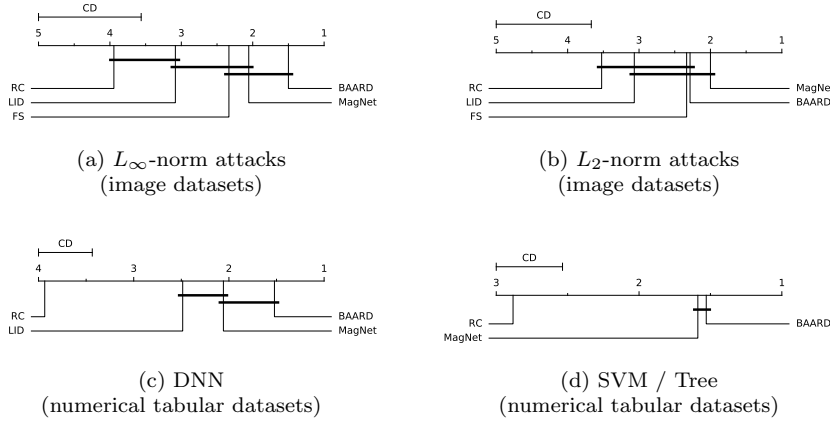 CD
5 4 3 2 1
RC BAARD
LID MagNet
FS
(a) L∞-norm attacks
(image datasets)
CD
5 4 3 2 1
RC MagNe
LID BAARD
FS
(b) L2-norm attacks
(image datasets)
CD
4 3 2 1
RC BAARD
LID MagNet
(c) DNN
(numerical tabular datasets)
CD
3 2 1
RC BAARD
MagNet
(d) SVM / Tree
(numerical tabular datasets)